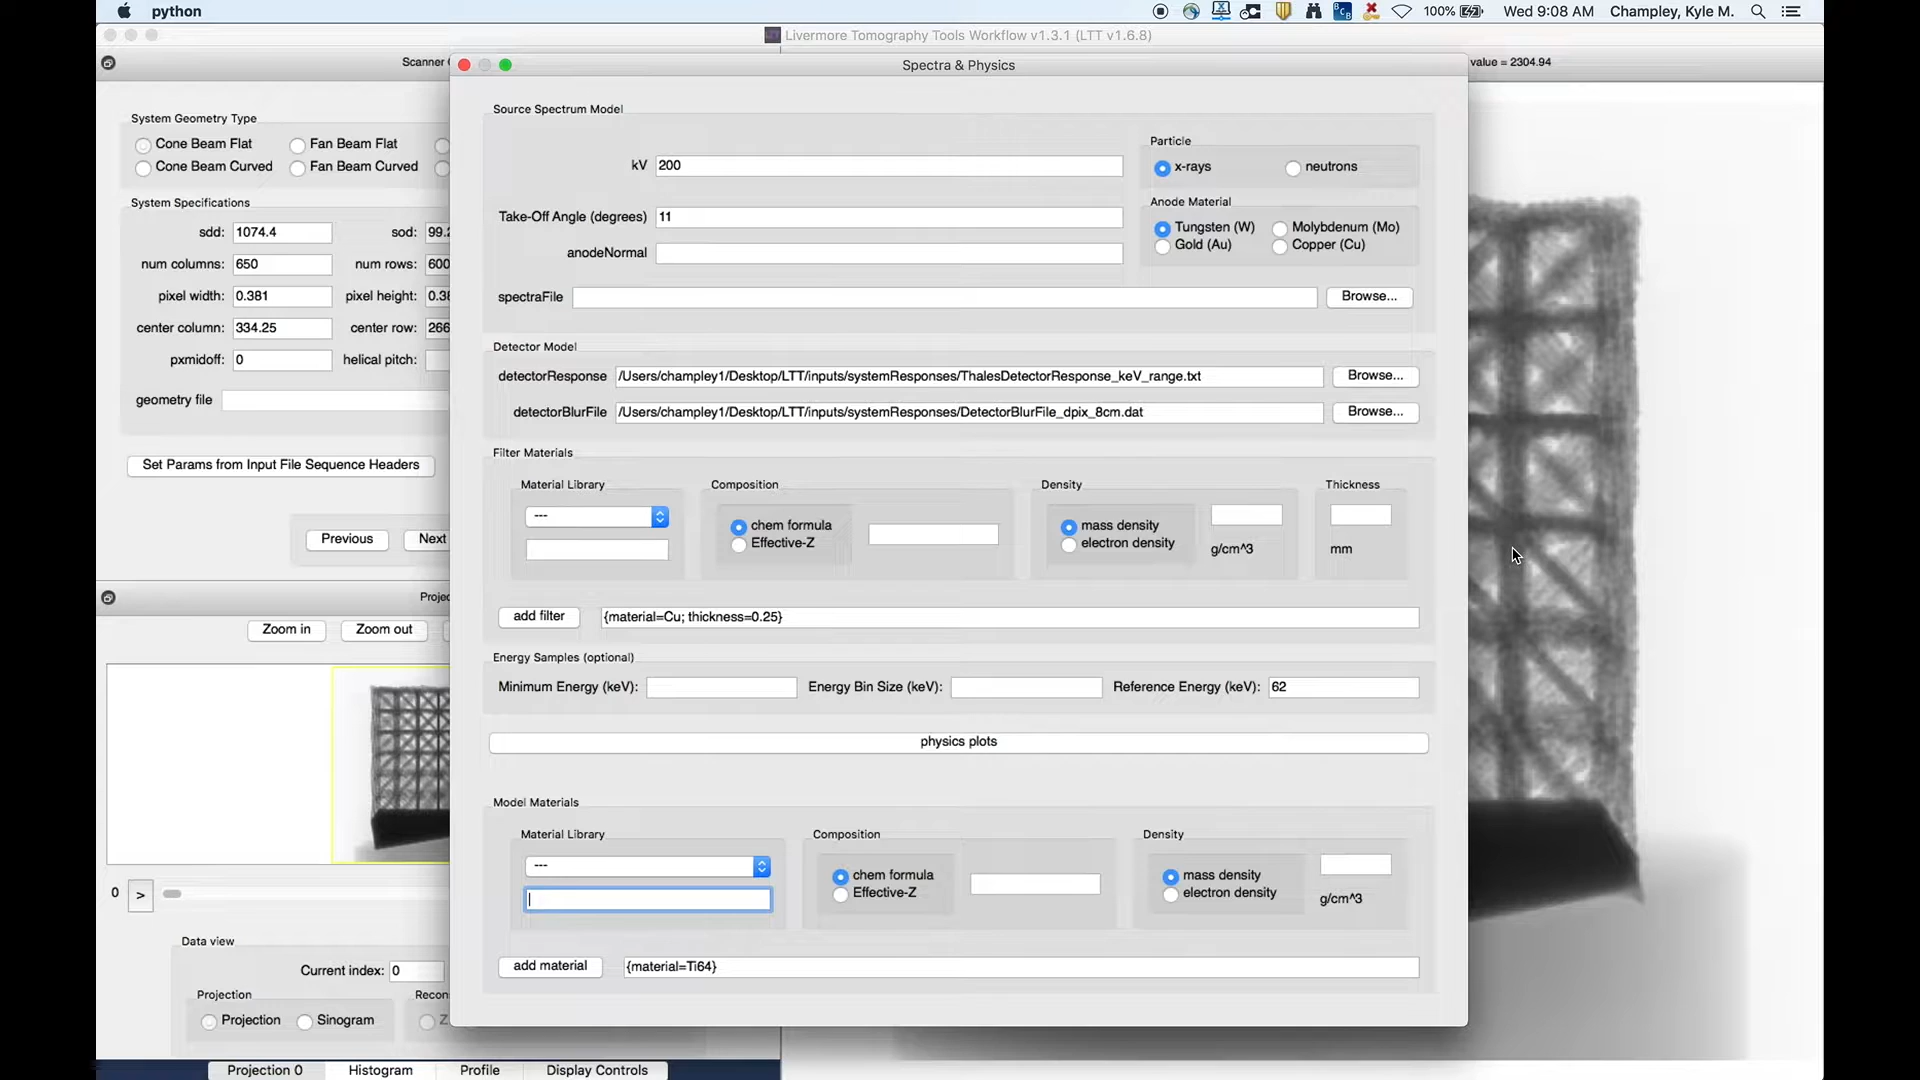 python
100%
Wed 9:08 AM
Champley, Kyle M.
Livermore Tomography Tools Workflow v1.3.1 (LTT v1.6.8)
Scanner
Spectra & Physics
value = 2304.94
System Geometry Type
Cone Beam Flat
Fan Beam Flat
Cone Beam Curved
Fan Beam Curved
System Specifications
sdd: 1074.4
sod: 99.2
num columns: 650
num rows: 600
pixel width: 0.381
pixel height: 0.38
center column: 334.25
center row: 266
pxmidoff: 0
helical pitch:
geometry file
Set Params from Input File Sequence Headers
Previous
Next
Zoom in
Zoom out
0
>
Data view
Current index: 0
Projection
Projection
Sinogram
Projection 0
Histogram
Profile
Display Controls
Source Spectrum Model
kV 200
Take-Off Angle (degrees) 11
anodeNormal
Particle
x-rays
neutrons
Anode Material
Tungsten (W)
Molybdenum (Mo)
Gold (Au)
Copper (Cu)
spectraFile
Browse...
Detector Model
detectorResponse /Users/champley1/Desktop/LTT/inputs/systemResponses/ThalesDetectorResponse_keV_range.txt
Browse...
detectorBlurFile /Users/champley1/Desktop/LTT/inputs/systemResponses/DetectorBlurFile_dpix_8cm.dat
Browse...
Filter Materials
Material Library
---
Composition
chem formula
Effective-Z
Density
mass density
electron density
g/cm^3
Thickness
mm
add filter
{material=Cu; thickness=0.25}
Energy Samples (optional)
Minimum Energy (keV):
Energy Bin Size (keV):
Reference Energy (keV): 62
physics plots
Model Materials
Material Library
---
Composition
chem formula
Effective-Z
Density
mass density
electron density
g/cm^3
add material
{material=Ti64}